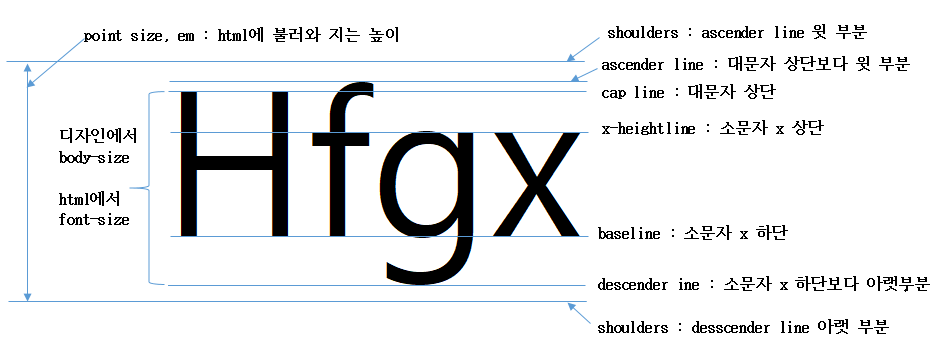 point size, em : html에 불러와 지는 높이
shoulders : ascender line 윗 부분
ascender line : 대문자 상단보다 윗 부분
cap line : 대문자 상단
x-heightline : 소문자 x 상단
디자인에서
body-size
html에서
font-size
Hfgx
baseline : 소문자 x 하단
descender ine : 소문자 x 하단보다 아랫부분
shoulders : desscender line 아랫 부분